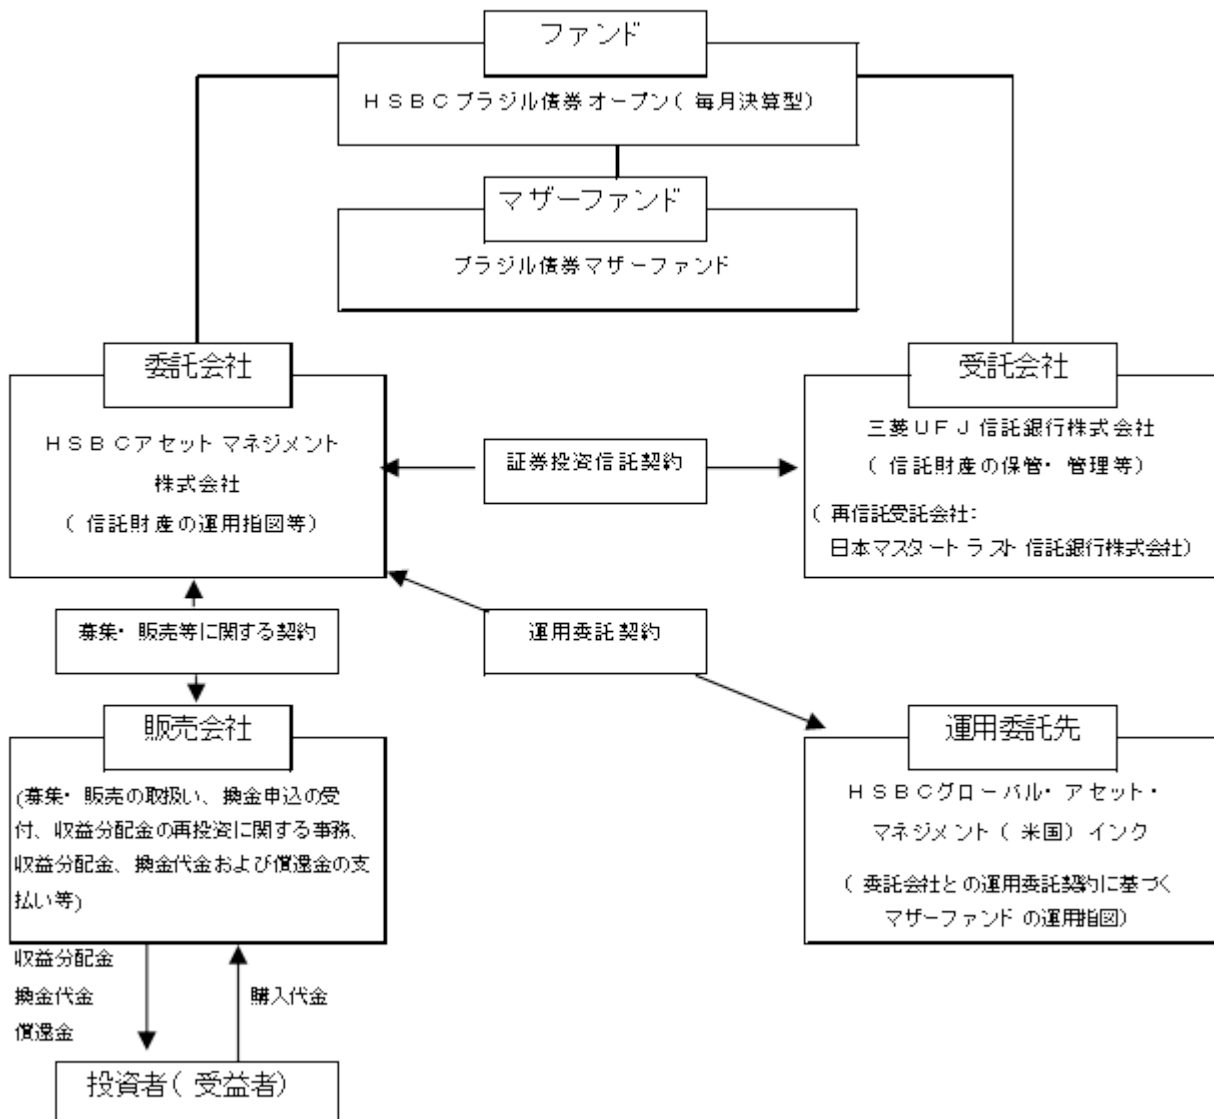 ファンド
HSBCブラジル債券オープン(毎月決算型)
マザーファンド
ブラジル債券マザーファンド
委託会社
HSBCアセットマネジメント
株式会社
(信託財産の運用指図等)
証券投資信託契約
受託会社
三菱UFJ信託銀行株式会社
(信託財産の保管・管理等)
(再信託受託会社:
日本マスタートラスト信託銀行株式会社)
募集・販売等に関する契約
運用委託契約
販売会社
(募集・販売の取扱い、換金申込の受
付、収益分配金の再投資に関する事務、
収益分配金、換金代金および償還金の支
払い等)
運用委託先
HSBCグローバル・アセット・
マネジメント(米国)インク
(委託会社との運用委託契約に基づく
マザーファンドの運用指図)
収益分配金
換金代金
償還金
購入代金
投資者(受益者)